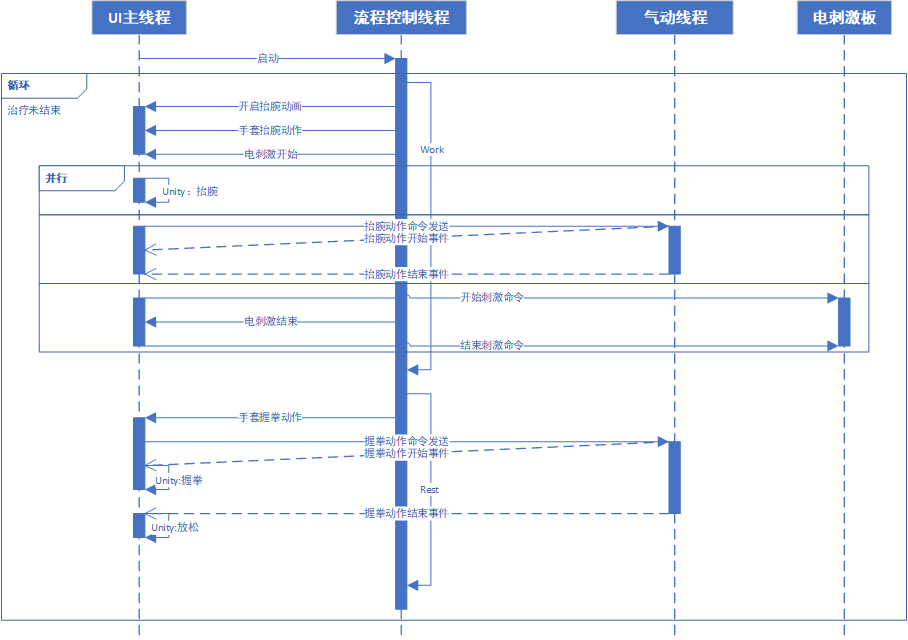 UI主线程
流程控制线程
气动线程
电刺激板
启动
循环
治疗未结束
开启抬腕动画
手套抬腕动作
Work
电刺激开始
并行
Unity：抬腕
抬腕动作命令发送
抬腕动作开始事件
抬腕动作结束事件
开始刺激命令
电刺激结束
结束刺激命令
手套握拳动作
握拳动作命令发送
握拳动作开始事件
Unity:握拳
Rest
握拳动作结束事件
Unity:放松